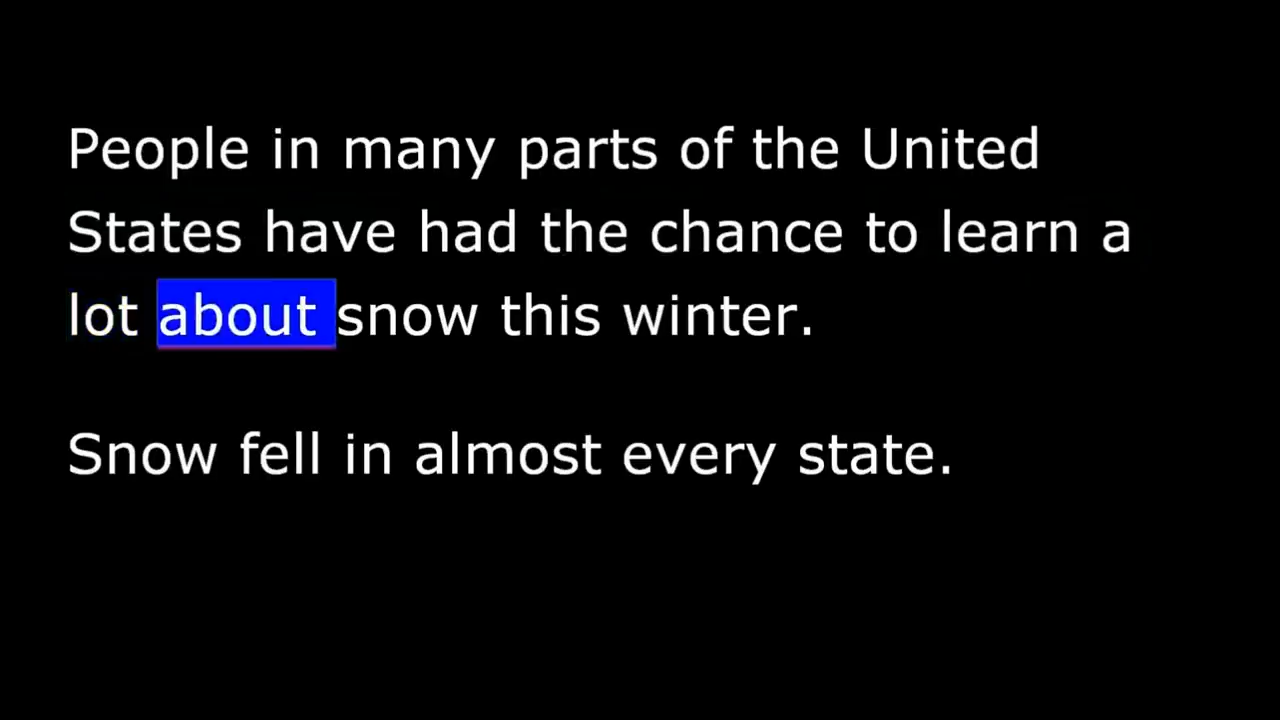 People in many parts of the United
States have had the chance to learn a
lot about snow this winter.
Snow fell in almost every state.